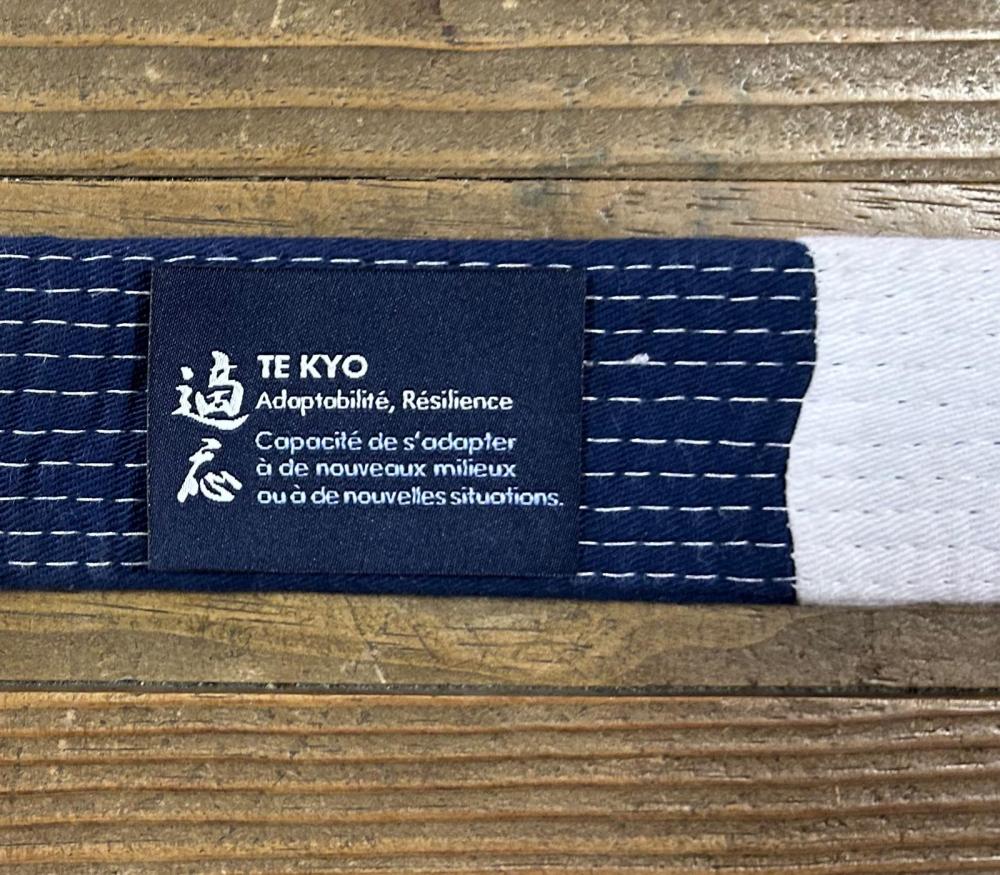 適応
TE KYO
Adaptabilité, Résilience
Capacité de s'adapter
à de nouveaux milieux
ou à de nouvelles situations.